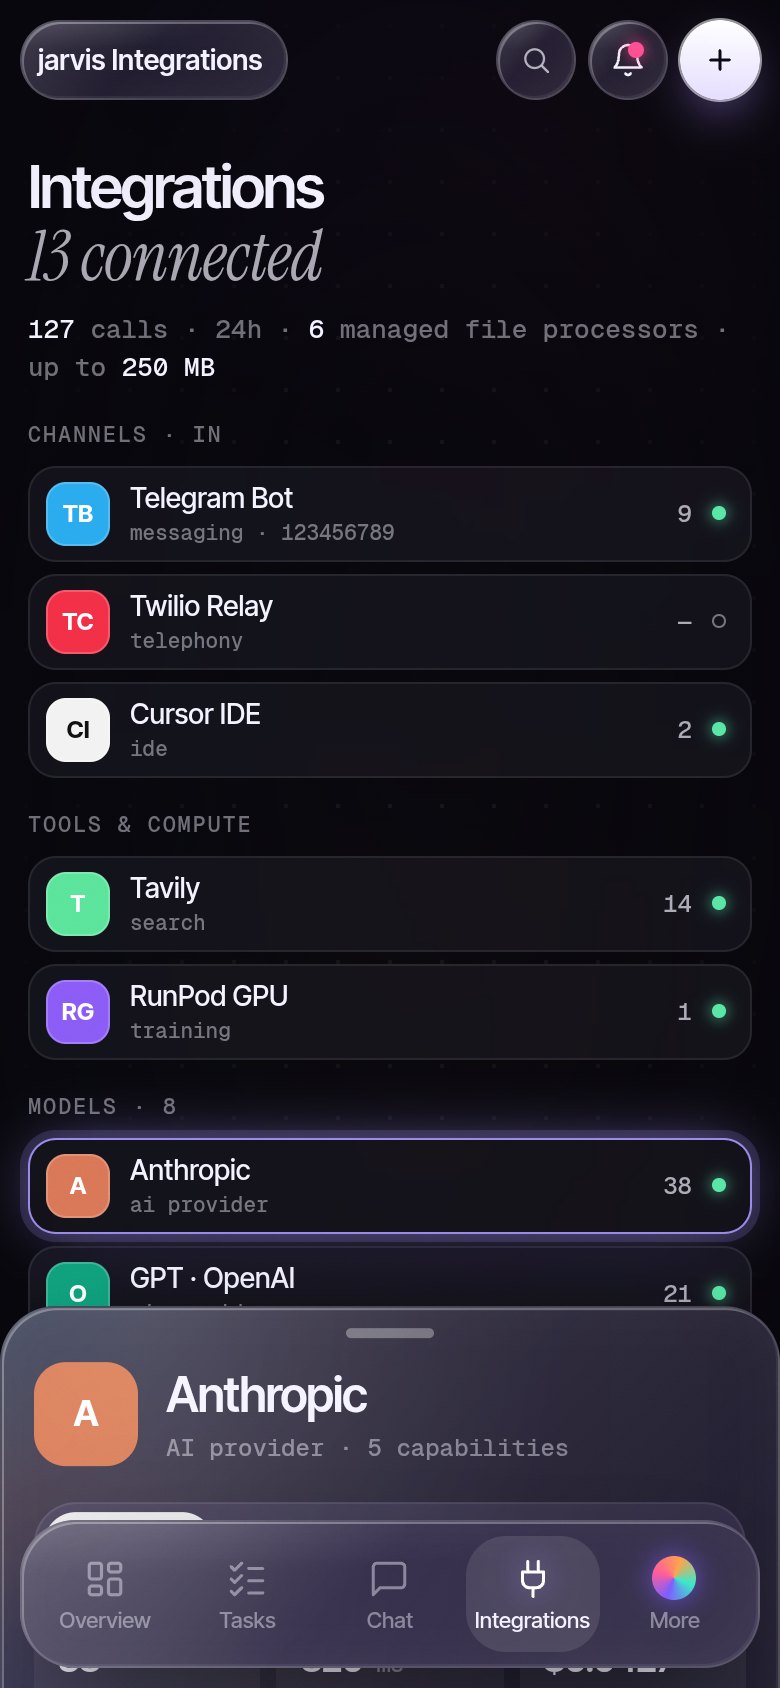 jarvis Integrations
Integrations
13 connected
127 calls · 24h · 6 managed file processors ·
up to 250 MB
CHANNELS · IN
TB
Telegram Bot
messaging · 123456789
9
TC
Twilio Relay
telephony
—
CI
Cursor IDE
ide
2
TOOLS & COMPUTE
T
Tavily
search
14
RG
RunPod GPU
training
1
MODELS · 8
A
Anthropic
ai provider
38
O
GPT · OpenAI
21
A
Anthropic
AI provider · 5 capabilities
Overview
Tasks
Chat
Integrations
More
ms